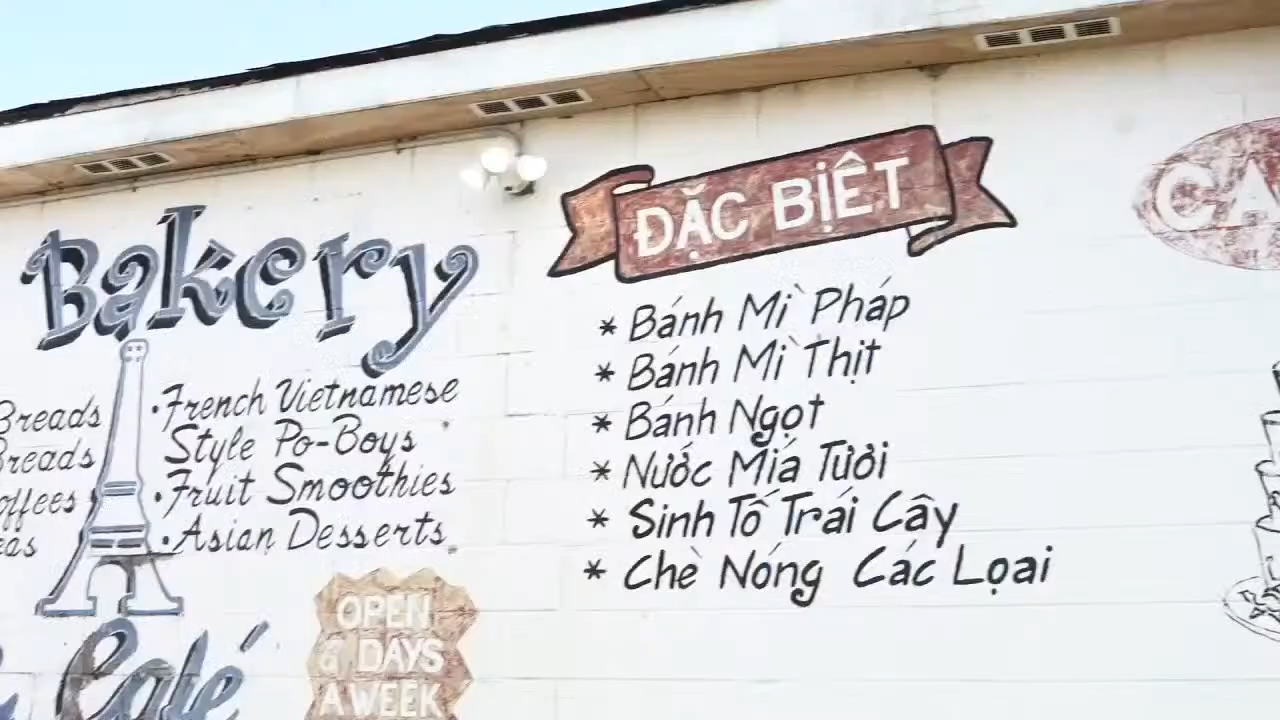 Bakery
Breads
Breads
offees
eas
•French Vietnamese
Style Po-Boys
•Fruit Smoothies
•Asian Desserts
& Café
OPEN
6 DAYS
A WEEK
ĐẶC BIỆT
* Bánh Mì Pháp
* Bánh Mì Thịt
* Bánh Ngọt
* Nước Mía Tươi
* Sinh Tố Trái Cây
* Chè Nóng Các Loại
CA